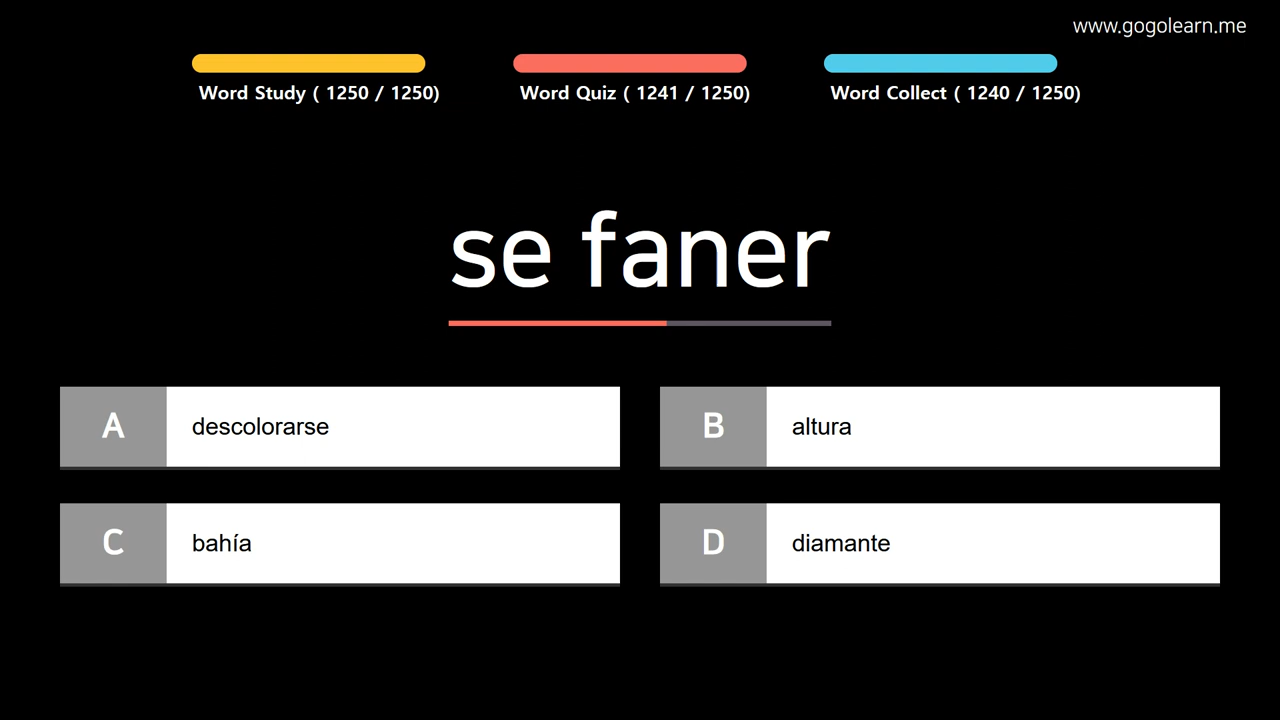 www.gogolearn.me
Word Study ( 1250 / 1250)
Word Quiz ( 1241 / 1250)
Word Collect ( 1240 / 1250)
se faner
A descolorarse
B altura
C bahía
D diamante